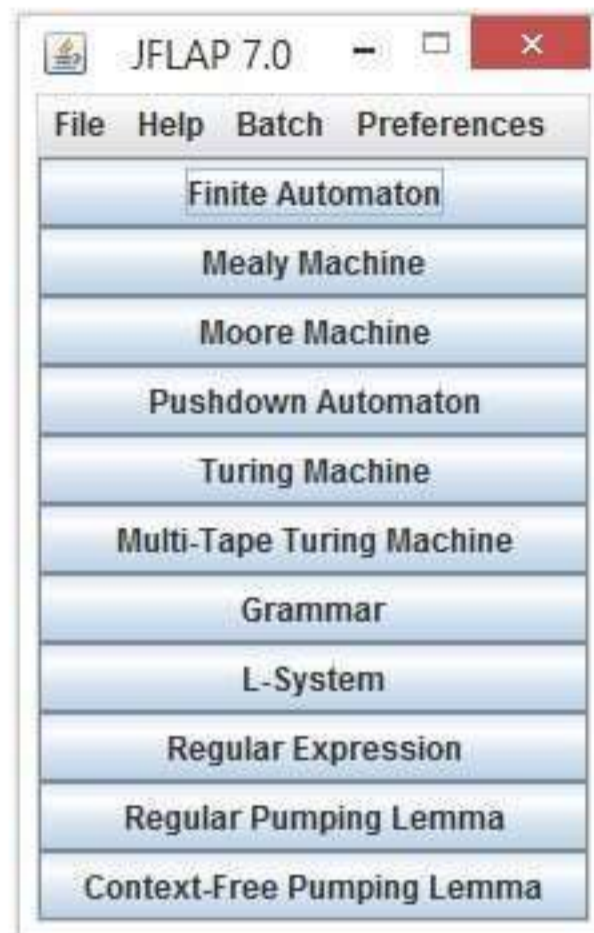 JFLAP 7.0
File Help Batch Preferences
Finite Automaton
Mealy Machine
Moore Machine
Pushdown Automaton
Turing Machine
Multi-Tape Turing Machine
Grammar
L-System
Regular Expression
Regular Pumping Lemma
Context-Free Pumping Lemma